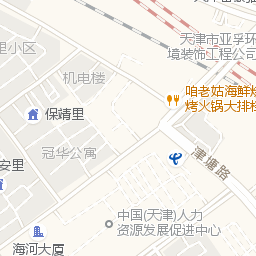 天津市亚孚环
境装饰工程公司
里小区
机电楼
咱老姑海鲜烧
烤火锅大排档
保靖里
冠华公寓
安里
津塘路
中国(天津)人力
资源发展促进中心
海河大厦